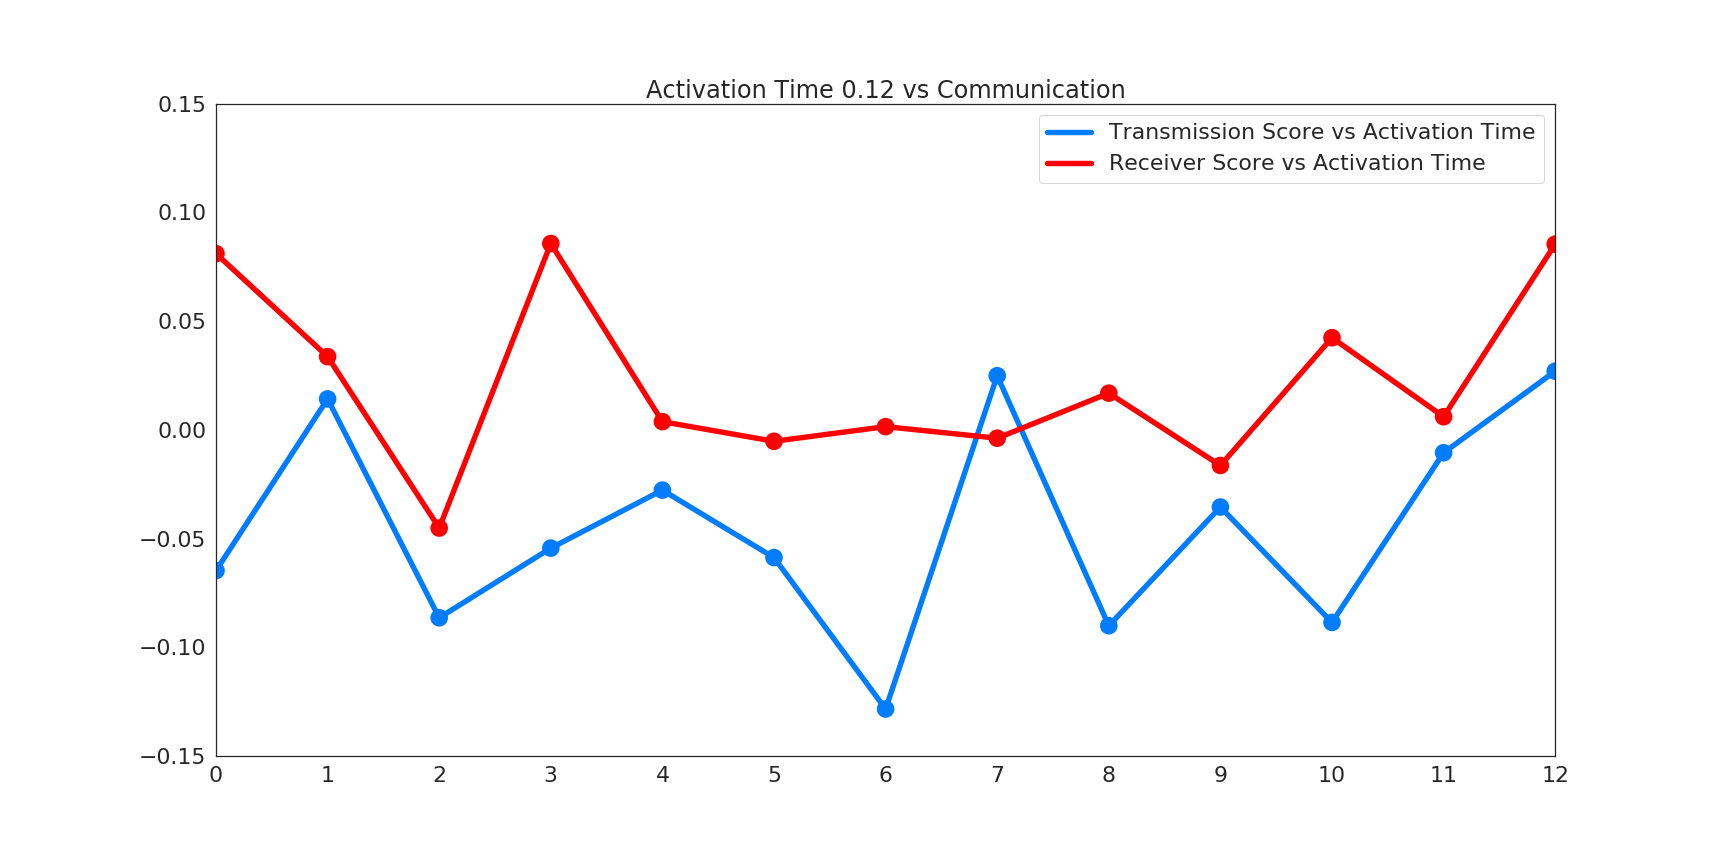 Activation Time 0.12 vs Communication
Transmission Score vs Activation Time
Receiver Score vs Activation Time
0.15
0.10
0.05
0.00
−0.05
−0.10
−0.15
0 1 2 3 4 5 6 7 8 9 10 11 12